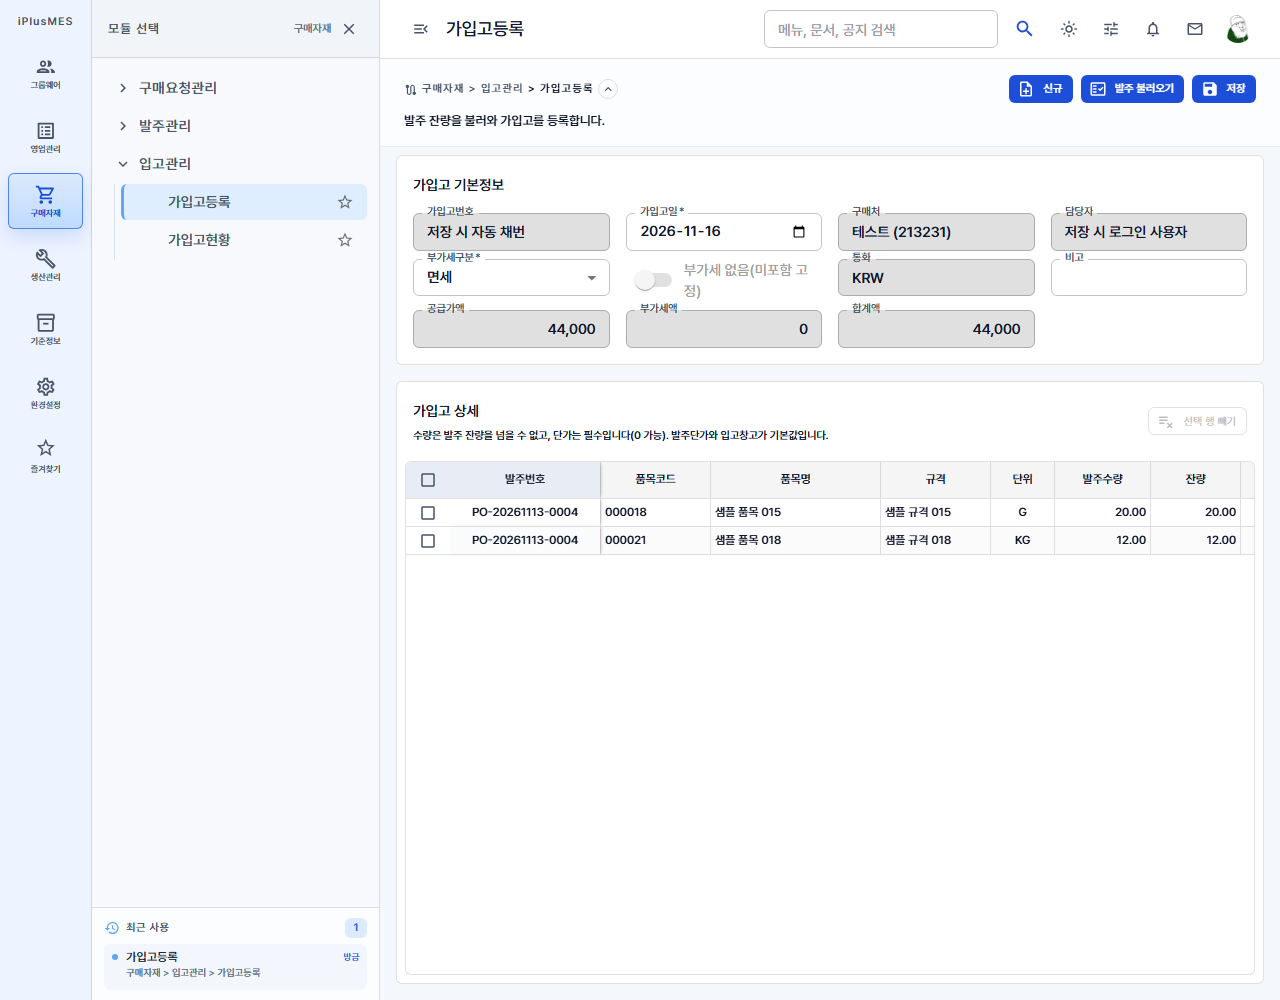 iPlusMES
그룹웨어
영업관리
구매자재
생산관리
기준정보
환경설정
즐겨찾기
모듈 선택
구매자재
구매요청관리
발주관리
입고관리
가입고등록
가입고현황
최근 사용
1
가입고등록
방금
구매자재 > 입고관리 > 가입고등록
가입고등록
메뉴, 문서, 공지 검색
구매자재 > 입고관리 > 가입고등록
신규
발주 불러오기
저장
발주 잔량을 불러와 가입고를 등록합니다.
가입고 기본정보
가입고번호
저장 시 자동 채번
가입고일 *
2026-11-16
구매처
테스트 (213231)
담당자
저장 시 로그인 사용자
부가세구분 *
면세
부가세 없음(미포함 고
정)
통화
KRW
비고
공급가액
44,000
부가세액
0
합계액
44,000
가입고 상세
수량은 발주 잔량을 넘을 수 없고, 단가는 필수입니다(0 가능). 발주단가와 입고창고가 기본값입니다.
선택 행 빼기
발주번호 품목코드 품목명 규격 단위 발주수량 잔량
PO-20261113-0004 000018 샘플 품목 015 샘플 규격 015 G 20.00 20.00
PO-20261113-0004 000021 샘플 품목 018 샘플 규격 018 KG 12.00 12.00